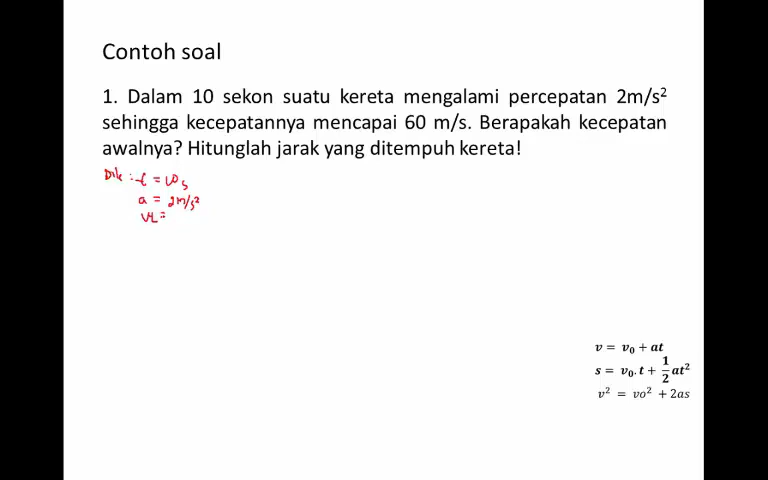 Contoh soal
1. Dalam 10 sekon suatu kereta mengalami percepatan 2m/s²
sehingga kecepatannya mencapai 60 m/s. Berapakah kecepatan
awalnya? Hitunglah jarak yang ditempuh kereta!
Dik : t = 10 s
a = 2m/s²
Vt =
v = v₀ + at
s = v₀.t + 1/2 at²
v² = vo² + 2as